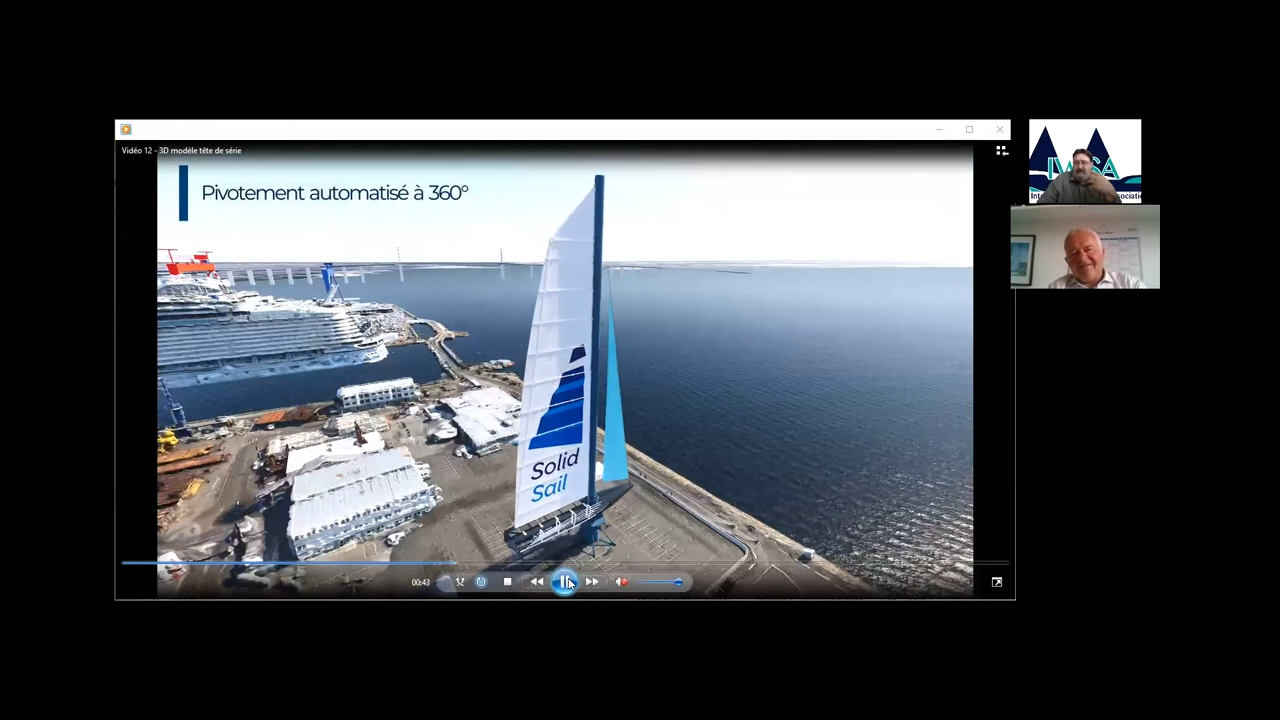 Vidéo 12 - 3D modèle tête de série
Pivotement automatisé à 360°
Solid
Sail
00:43